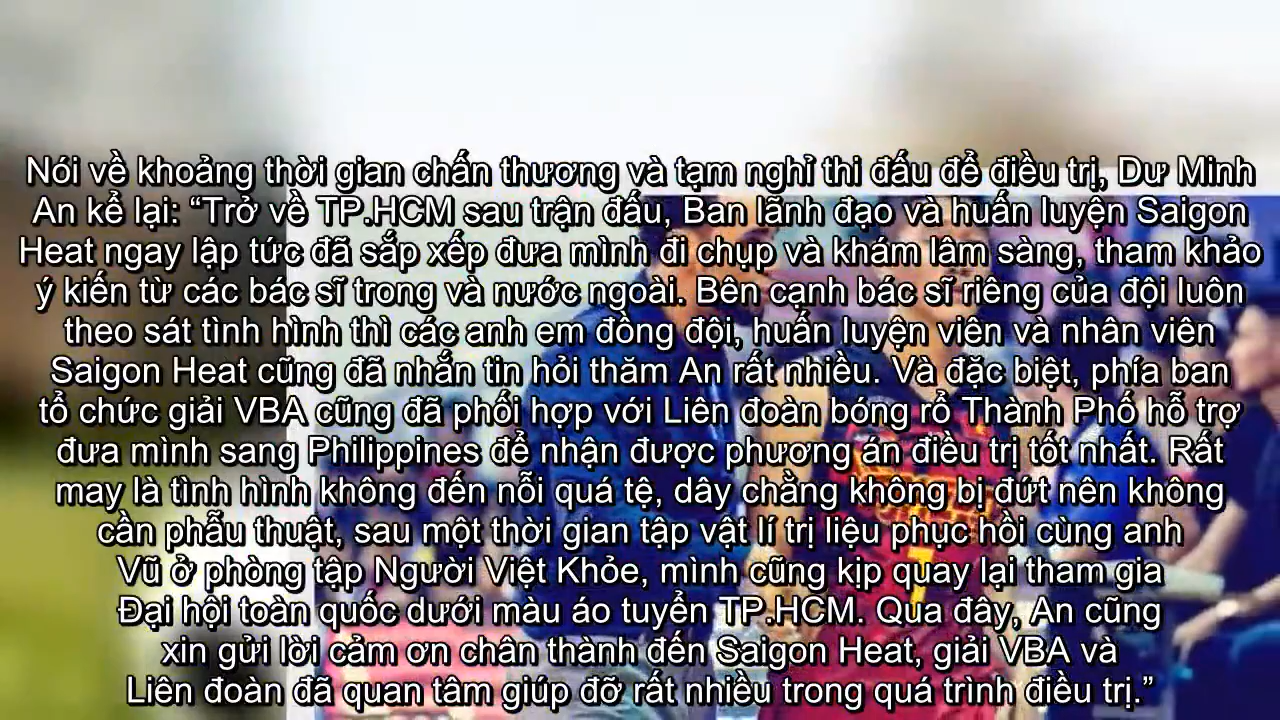 Nói về khoảng thời gian chấn thương và tạm nghỉ thi đấu để điều trị, Dư Minh
An kể lại: “Trở về TP.HCM sau trận đấu, Ban lãnh đạo và huấn luyện Saigon
Heat ngay lập tức đã sắp xếp đưa mình đi chụp và khám lâm sàng, tham khảo
ý kiến từ các bác sĩ trong và nước ngoài. Bên cạnh bác sĩ riêng của đội luôn
theo sát tình hình thì các anh em đồng đội, huấn luyện viên và nhân viên
Saigon Heat cũng đã nhắn tin hỏi thăm An rất nhiều. Và đặc biệt, phía ban
tổ chức giải VBA cũng đã phối hợp với Liên đoàn bóng rổ Thành Phố hỗ trợ
đưa mình sang Philippines để nhận được phương án điều trị tốt nhất. Rất
may là tình hình không đến nỗi quá tệ, dây chằng không bị đứt nên không
cần phẫu thuật, sau một thời gian tập vật lí trị liệu phục hồi cùng anh
Vũ ở phòng tập Người Việt Khỏe, mình cũng kịp quay lại tham gia
Đại hội toàn quốc dưới màu áo tuyển TP.HCM. Qua đây, An cũng
xin gửi lời cảm ơn chân thành đến Saigon Heat, giải VBA và
Liên đoàn đã quan tâm giúp đỡ rất nhiều trong quá trình điều trị.”